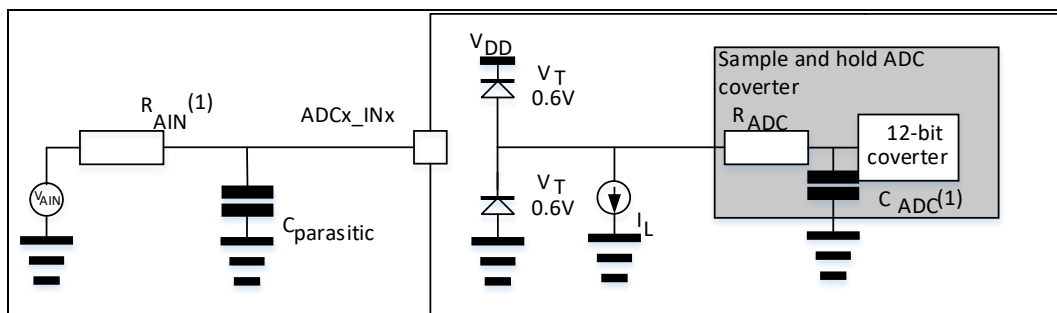 R AIN (1)
V AIN
C parasitic
ADCx_INx
V DD
V T
0.6V
V T
0.6V
I L
Sample and hold ADC
coverter
R ADC
12-bit
coverter
C ADC (1)